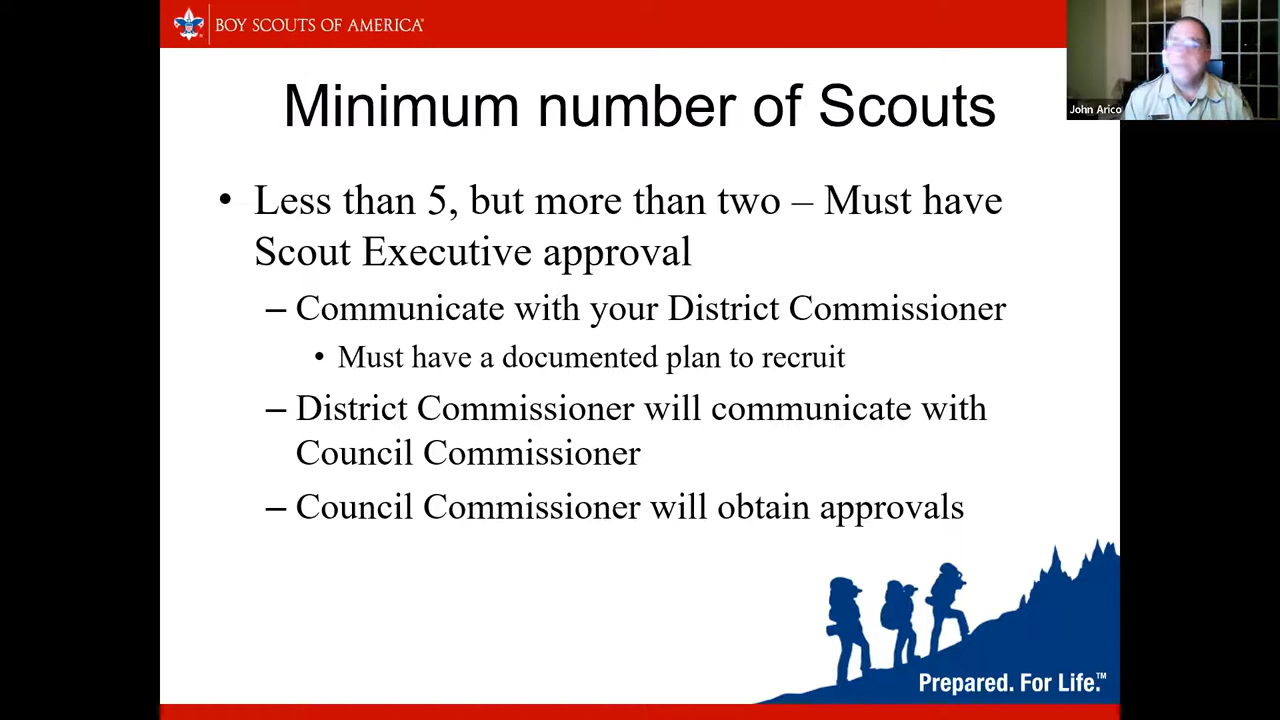 BOY SCOUTS OF AMERICA®
John Arico
Minimum number of Scouts
• Less than 5, but more than two – Must have
Scout Executive approval
– Communicate with your District Commissioner
• Must have a documented plan to recruit
– District Commissioner will communicate with
Council Commissioner
– Council Commissioner will obtain approvals
Prepared. For Life.™